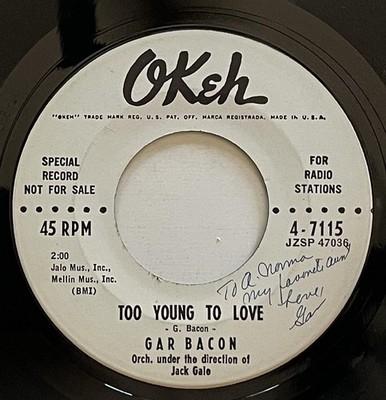 OKeh
"OKEH" TRADE MARK REG. U.S. PAT. OFF. MARCA REGISTRADA. MADE IN U.S.A.
SPECIAL RECORD NOT FOR SALE
FOR RADIO STATIONS
45 RPM
4-7115
JZSP 47036
2:00
Jalo Mus., Inc.,
Mellin Mus., Inc.
(BMI)
To A Norma
My favorite aunt
Love,
Gar
TOO YOUNG TO LOVE
- G. Bacon -
GAR BACON
Orch. under the direction of
Jack Gale